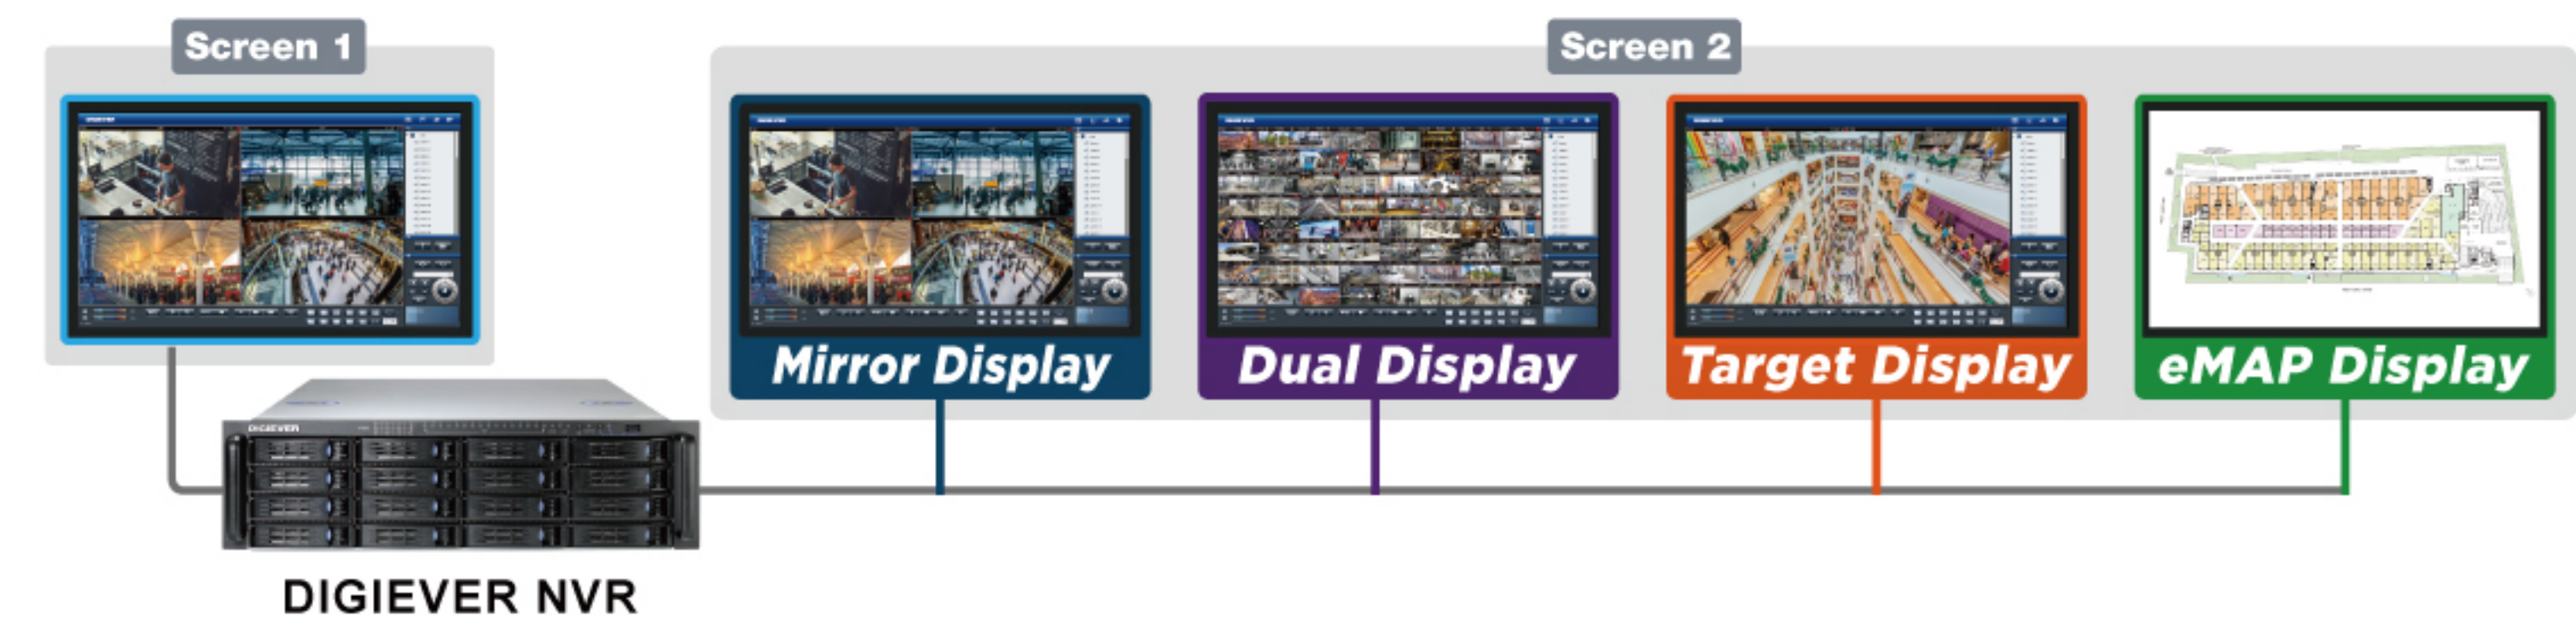 Screen 1
Screen 2
Mirror Display
Dual Display
Target Display
eMAP Display
DIGIEVER
DIGIEVER NVR